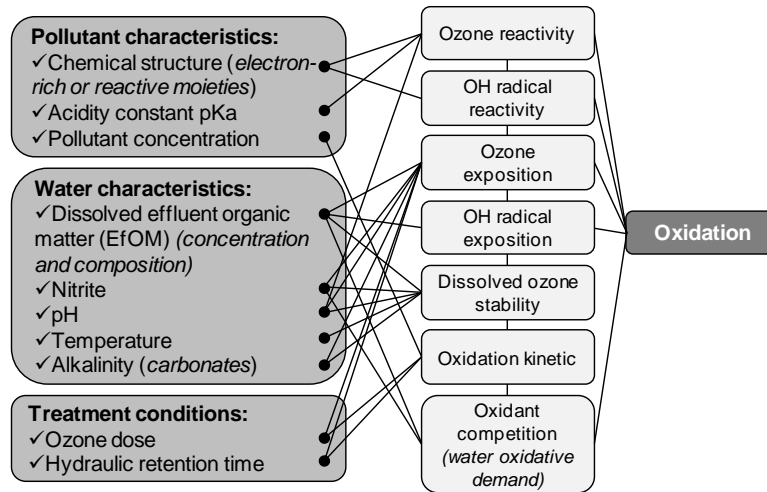 Pollutant characteristics:
✓Chemical structure (electron-
rich or reactive moieties)
✓Acidity constant pKa
✓Pollutant concentration
Water characteristics:
✓Dissolved effluent organic
matter (EfOM) (concentration
and composition)
✓Nitrite
✓pH
✓Temperature
✓Alkalinity (carbonates)
Treatment conditions:
✓Ozone dose
✓Hydraulic retention time
Ozone reactivity
OH radical
reactivity
Ozone
exposition
OH radical
exposition
Dissolved ozone
stability
Oxidation kinetic
Oxidant
competition
(water oxidative
demand)
Oxidation